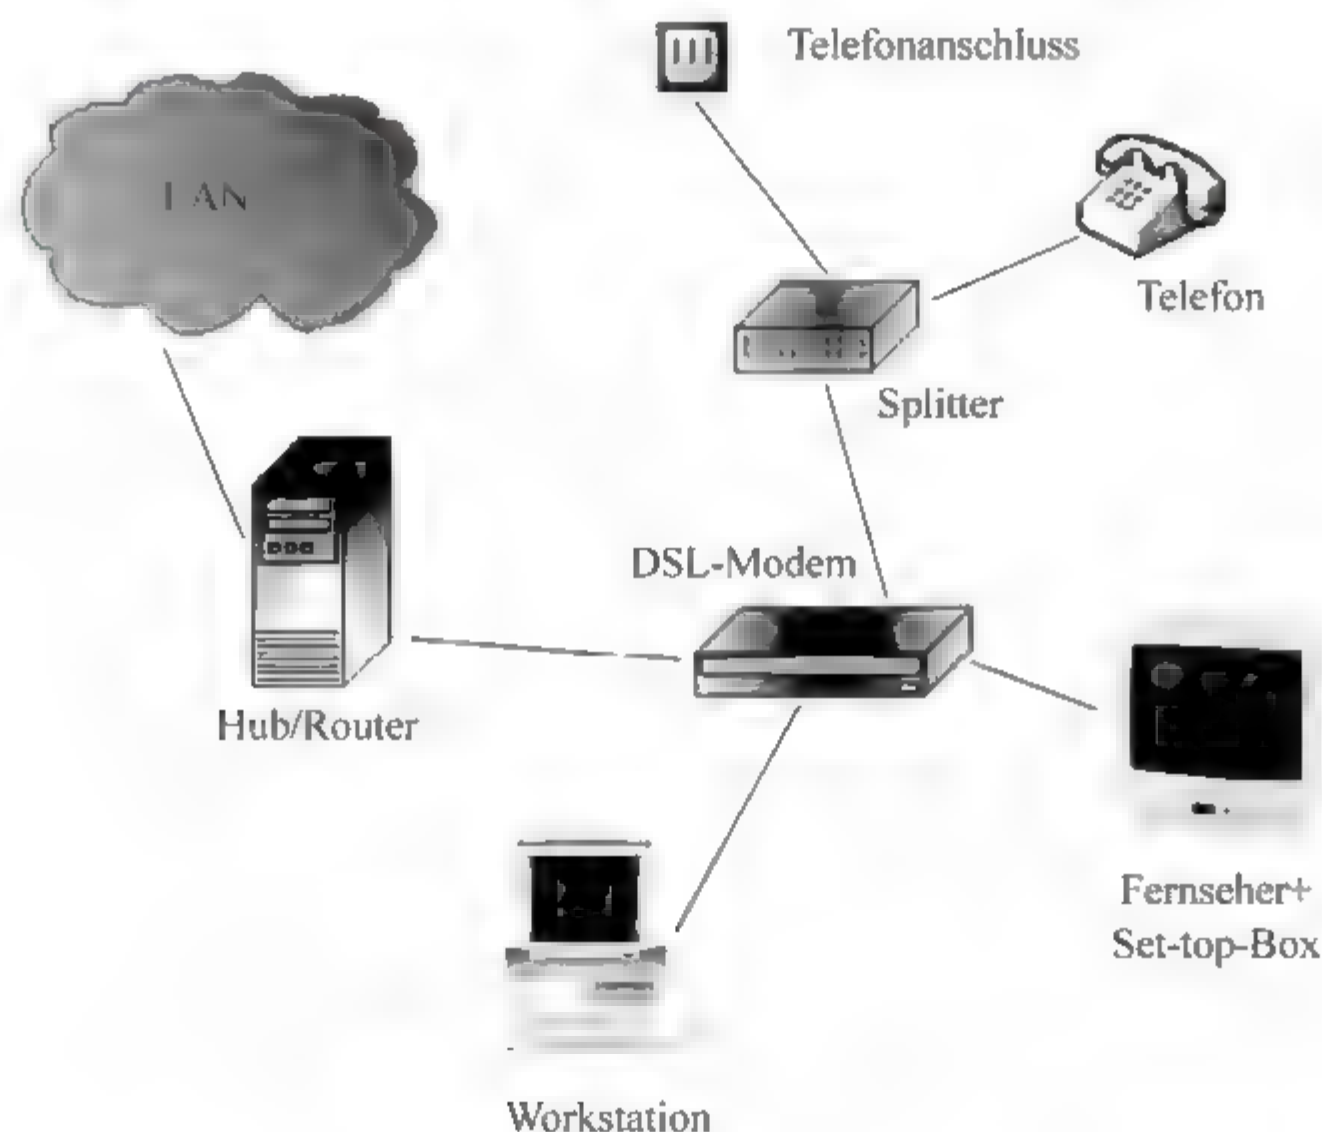 Telefonanschluss
LAN
Telefon
Splitter
DSL-Modem
Hub/Router
Fernseher+
Set-top-Box
Workstation